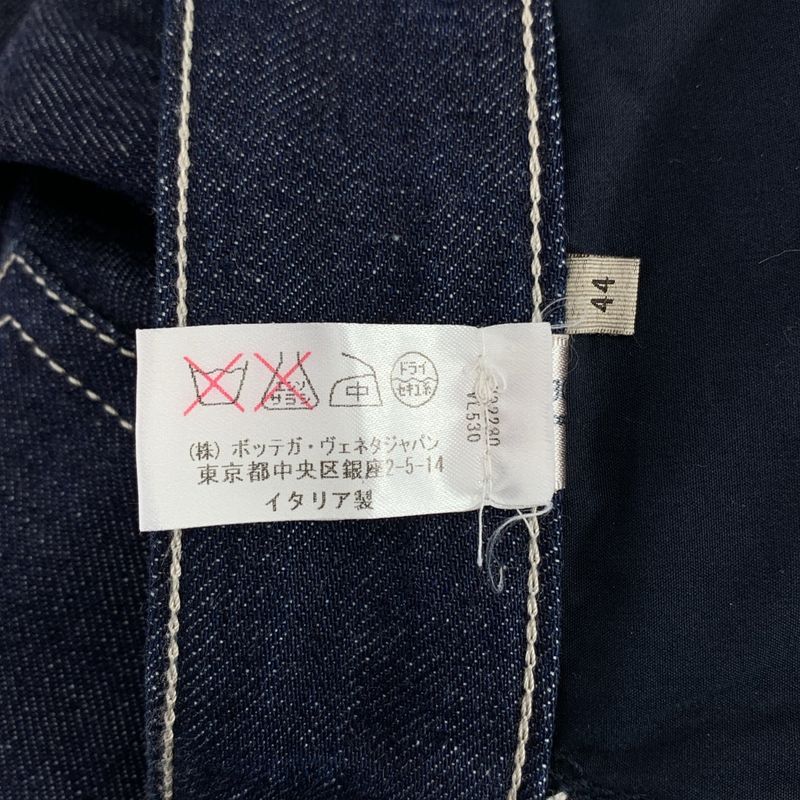 44
エンソ
サラシ
中
ドライ
セキユ系
(株) ボッテガ・ヴェネタジャパン
東京都中央区銀座2-5-14
イタリア製
VL530